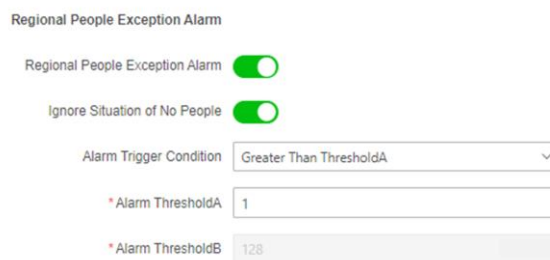 Regional People Exception Alarm
Regional People Exception Alarm
Ignore Situation of No People
Alarm Trigger Condition Greater Than ThresholdA
* Alarm ThresholdA 1
* Alarm ThresholdB 128